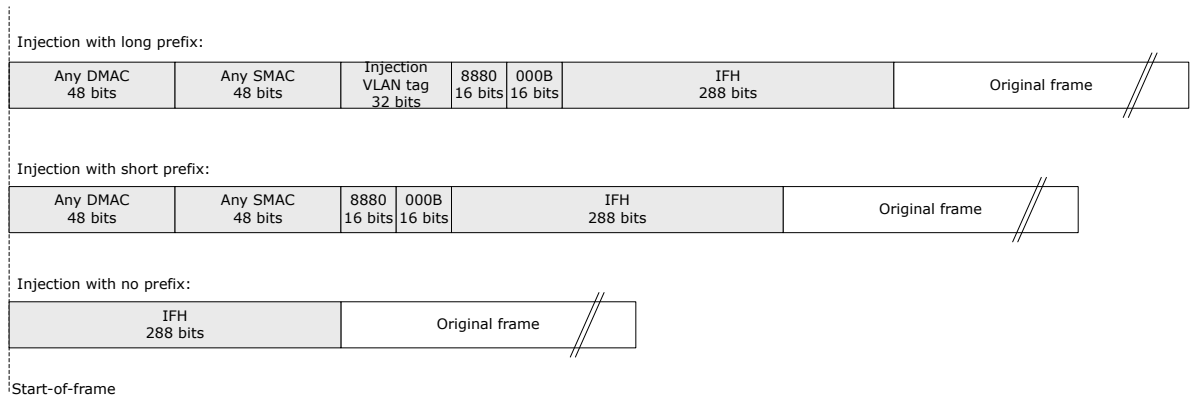 Injection with long prefix:
Any DMAC
48 bits
Any SMAC
48 bits
Injection
VLAN tag
32 bits
8880
16 bits
000B
16 bits
IFH
288 bits
Original frame
Injection with short prefix:
Any DMAC
48 bits
Any SMAC
48 bits
8880
16 bits
000B
16 bits
IFH
288 bits
Original frame
Injection with no prefix:
IFH
288 bits
Original frame
Start-of-frame